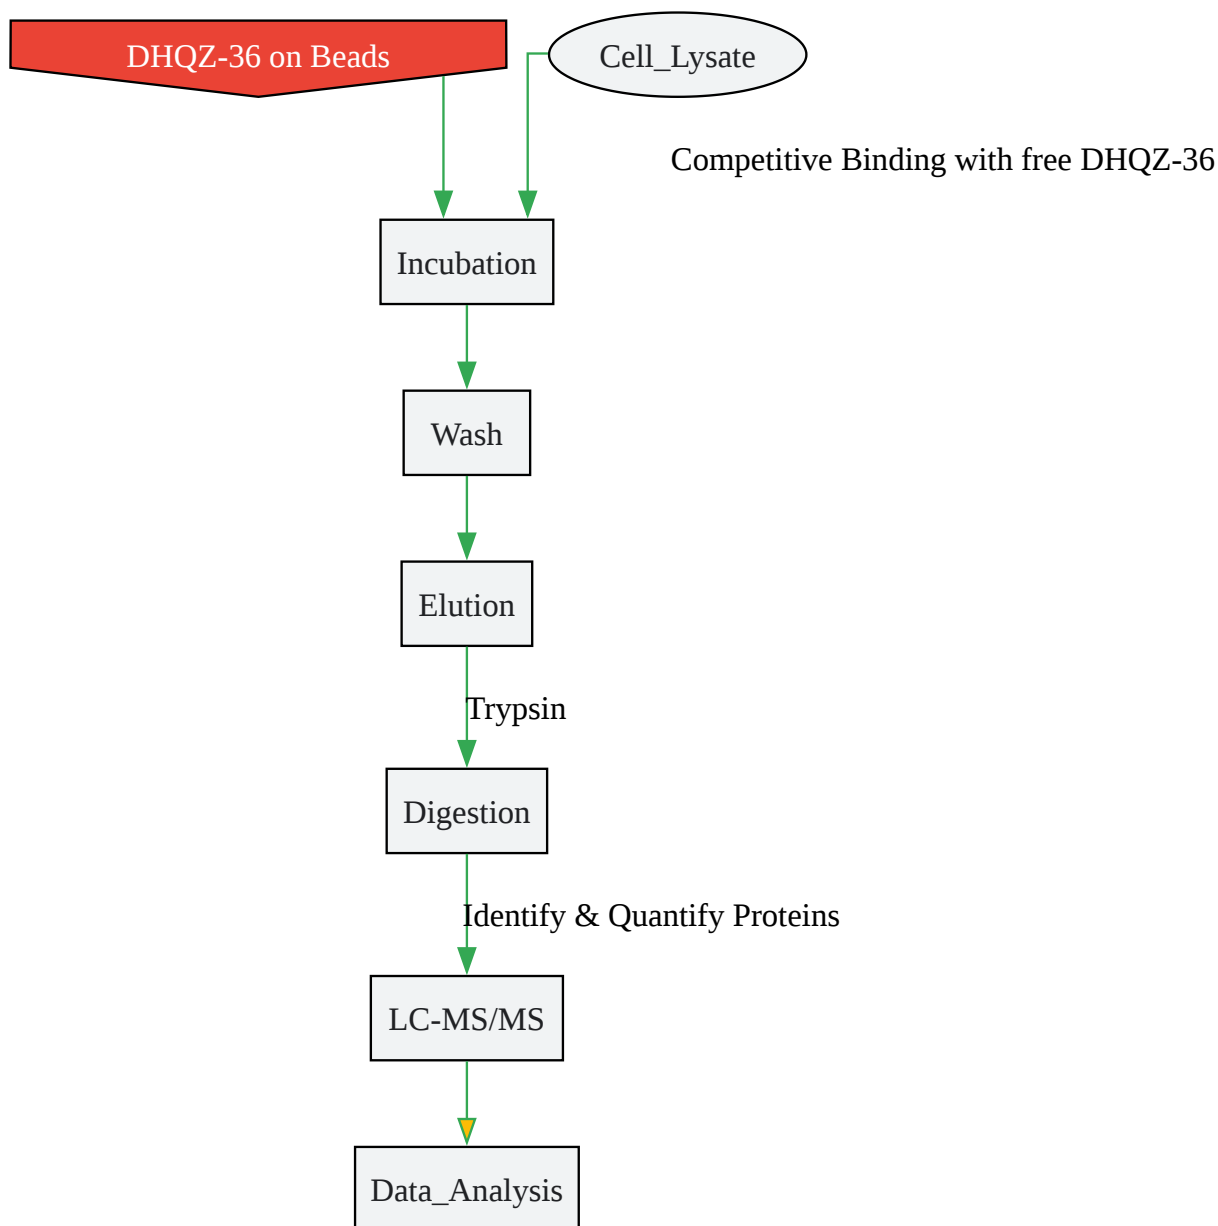 DHQZ-36 on Beads
Cell_Lysate
Competitive Binding with free DHQZ-36
Incubation
Wash
Elution
Trypsin
Digestion
Identify & Quantify Proteins
LC-MS/MS
Data_Analysis